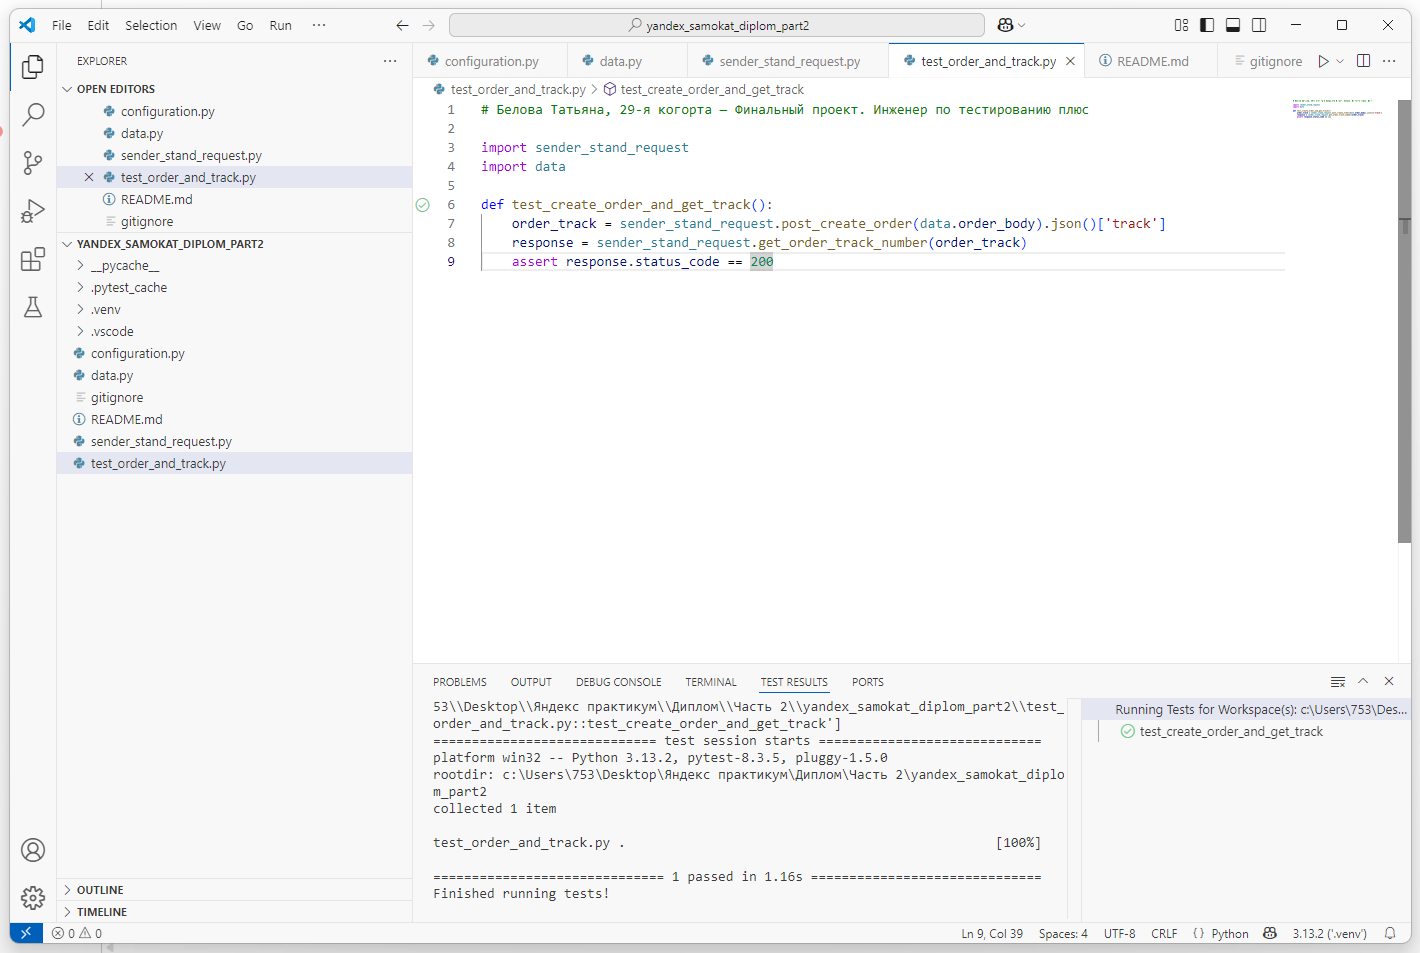 File Edit Selection View Go Run ··· yandex_samokat_diplom_part2
EXPLORER ···
OPEN EDITORS
configuration.py
data.py
sender_stand_request.py
test_order_and_track.py
README.md
gitignore
YANDEX_SAMOKAT_DIPLOM_PART2
__pycache__
.pytest_cache
.venv
.vscode
configuration.py
data.py
gitignore
README.md
sender_stand_request.py
test_order_and_track.py
OUTLINE
TIMELINE
configuration.py data.py sender_stand_request.py test_order_and_track.py README.md gitignore
test_order_and_track.py > test_create_order_and_get_track
1 # Белова Татьяна, 29-я когорта — Финальный проект. Инженер по тестированию плюс
2
3 import sender_stand_request
4 import data
5
6 def test_create_order_and_get_track():
7 order_track = sender_stand_request.post_create_order(data.order_body).json()['track']
8 response = sender_stand_request.get_order_track_number(order_track)
9 assert response.status_code == 200
PROBLEMS OUTPUT DEBUG CONSOLE TERMINAL TEST RESULTS PORTS
53\\Desktop\\Яндекс практикум\\Диплом\\Часть 2\\yandex_samokat_diplom_part2\\test_
order_and_track.py::test_create_order_and_get_track']
============================= test session starts =============================
platform win32 -- Python 3.13.2, pytest-8.3.5, pluggy-1.5.0
rootdir: c:\Users\753\Desktop\Яндекс практикум\Диплом\Часть 2\yandex_samokat_diplo
m_part2
collected 1 item
test_order_and_track.py . [100%]
============================== 1 passed in 1.16s ==============================
Finished running tests!
Running Tests for Workspace(s): c:\Users\753\Des...
test_create_order_and_get_track
0 0 Ln 9, Col 39 Spaces: 4 UTF-8 CRLF {} Python 3.13.2 ('.venv')